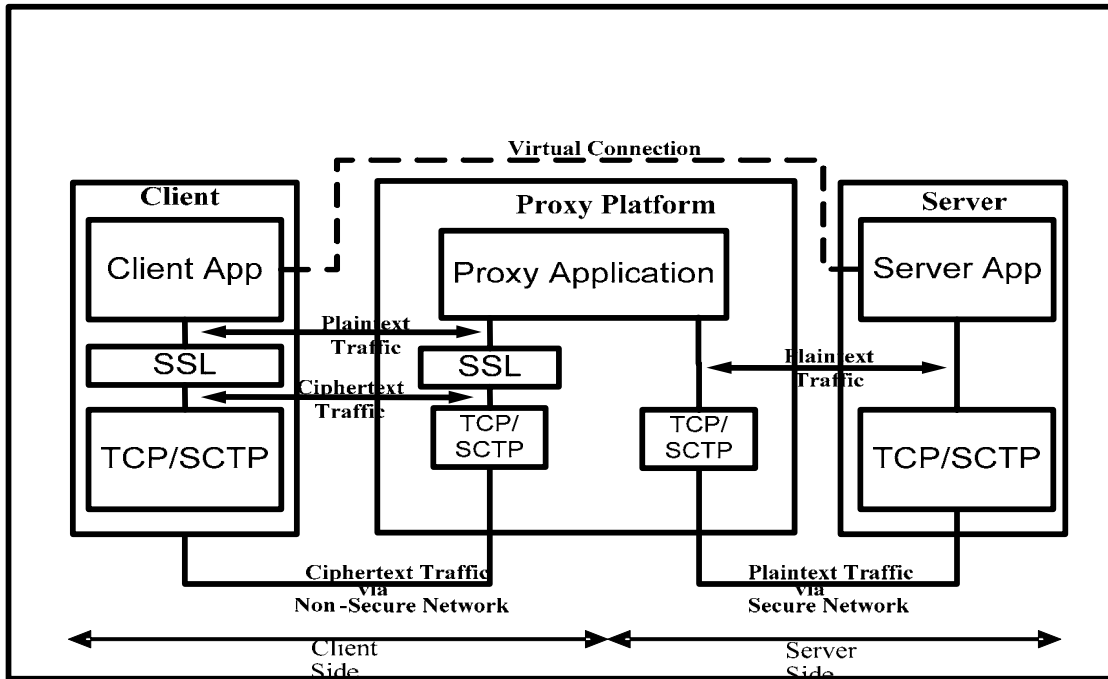 Virtual Connection
Client
Proxy Platform
Server
Client App
Proxy Application
Server App
Plaintext
Traffic
SSL
SSL
Plaintext
Traffic
Ciphertext
Traffic
TCP/SCTP
TCP/
SCTP
TCP/
SCTP
TCP/SCTP
Ciphertext Traffic
via
Non-Secure Network
Plaintext Traffic
via
Secure Network
Client
Side
Server
Side